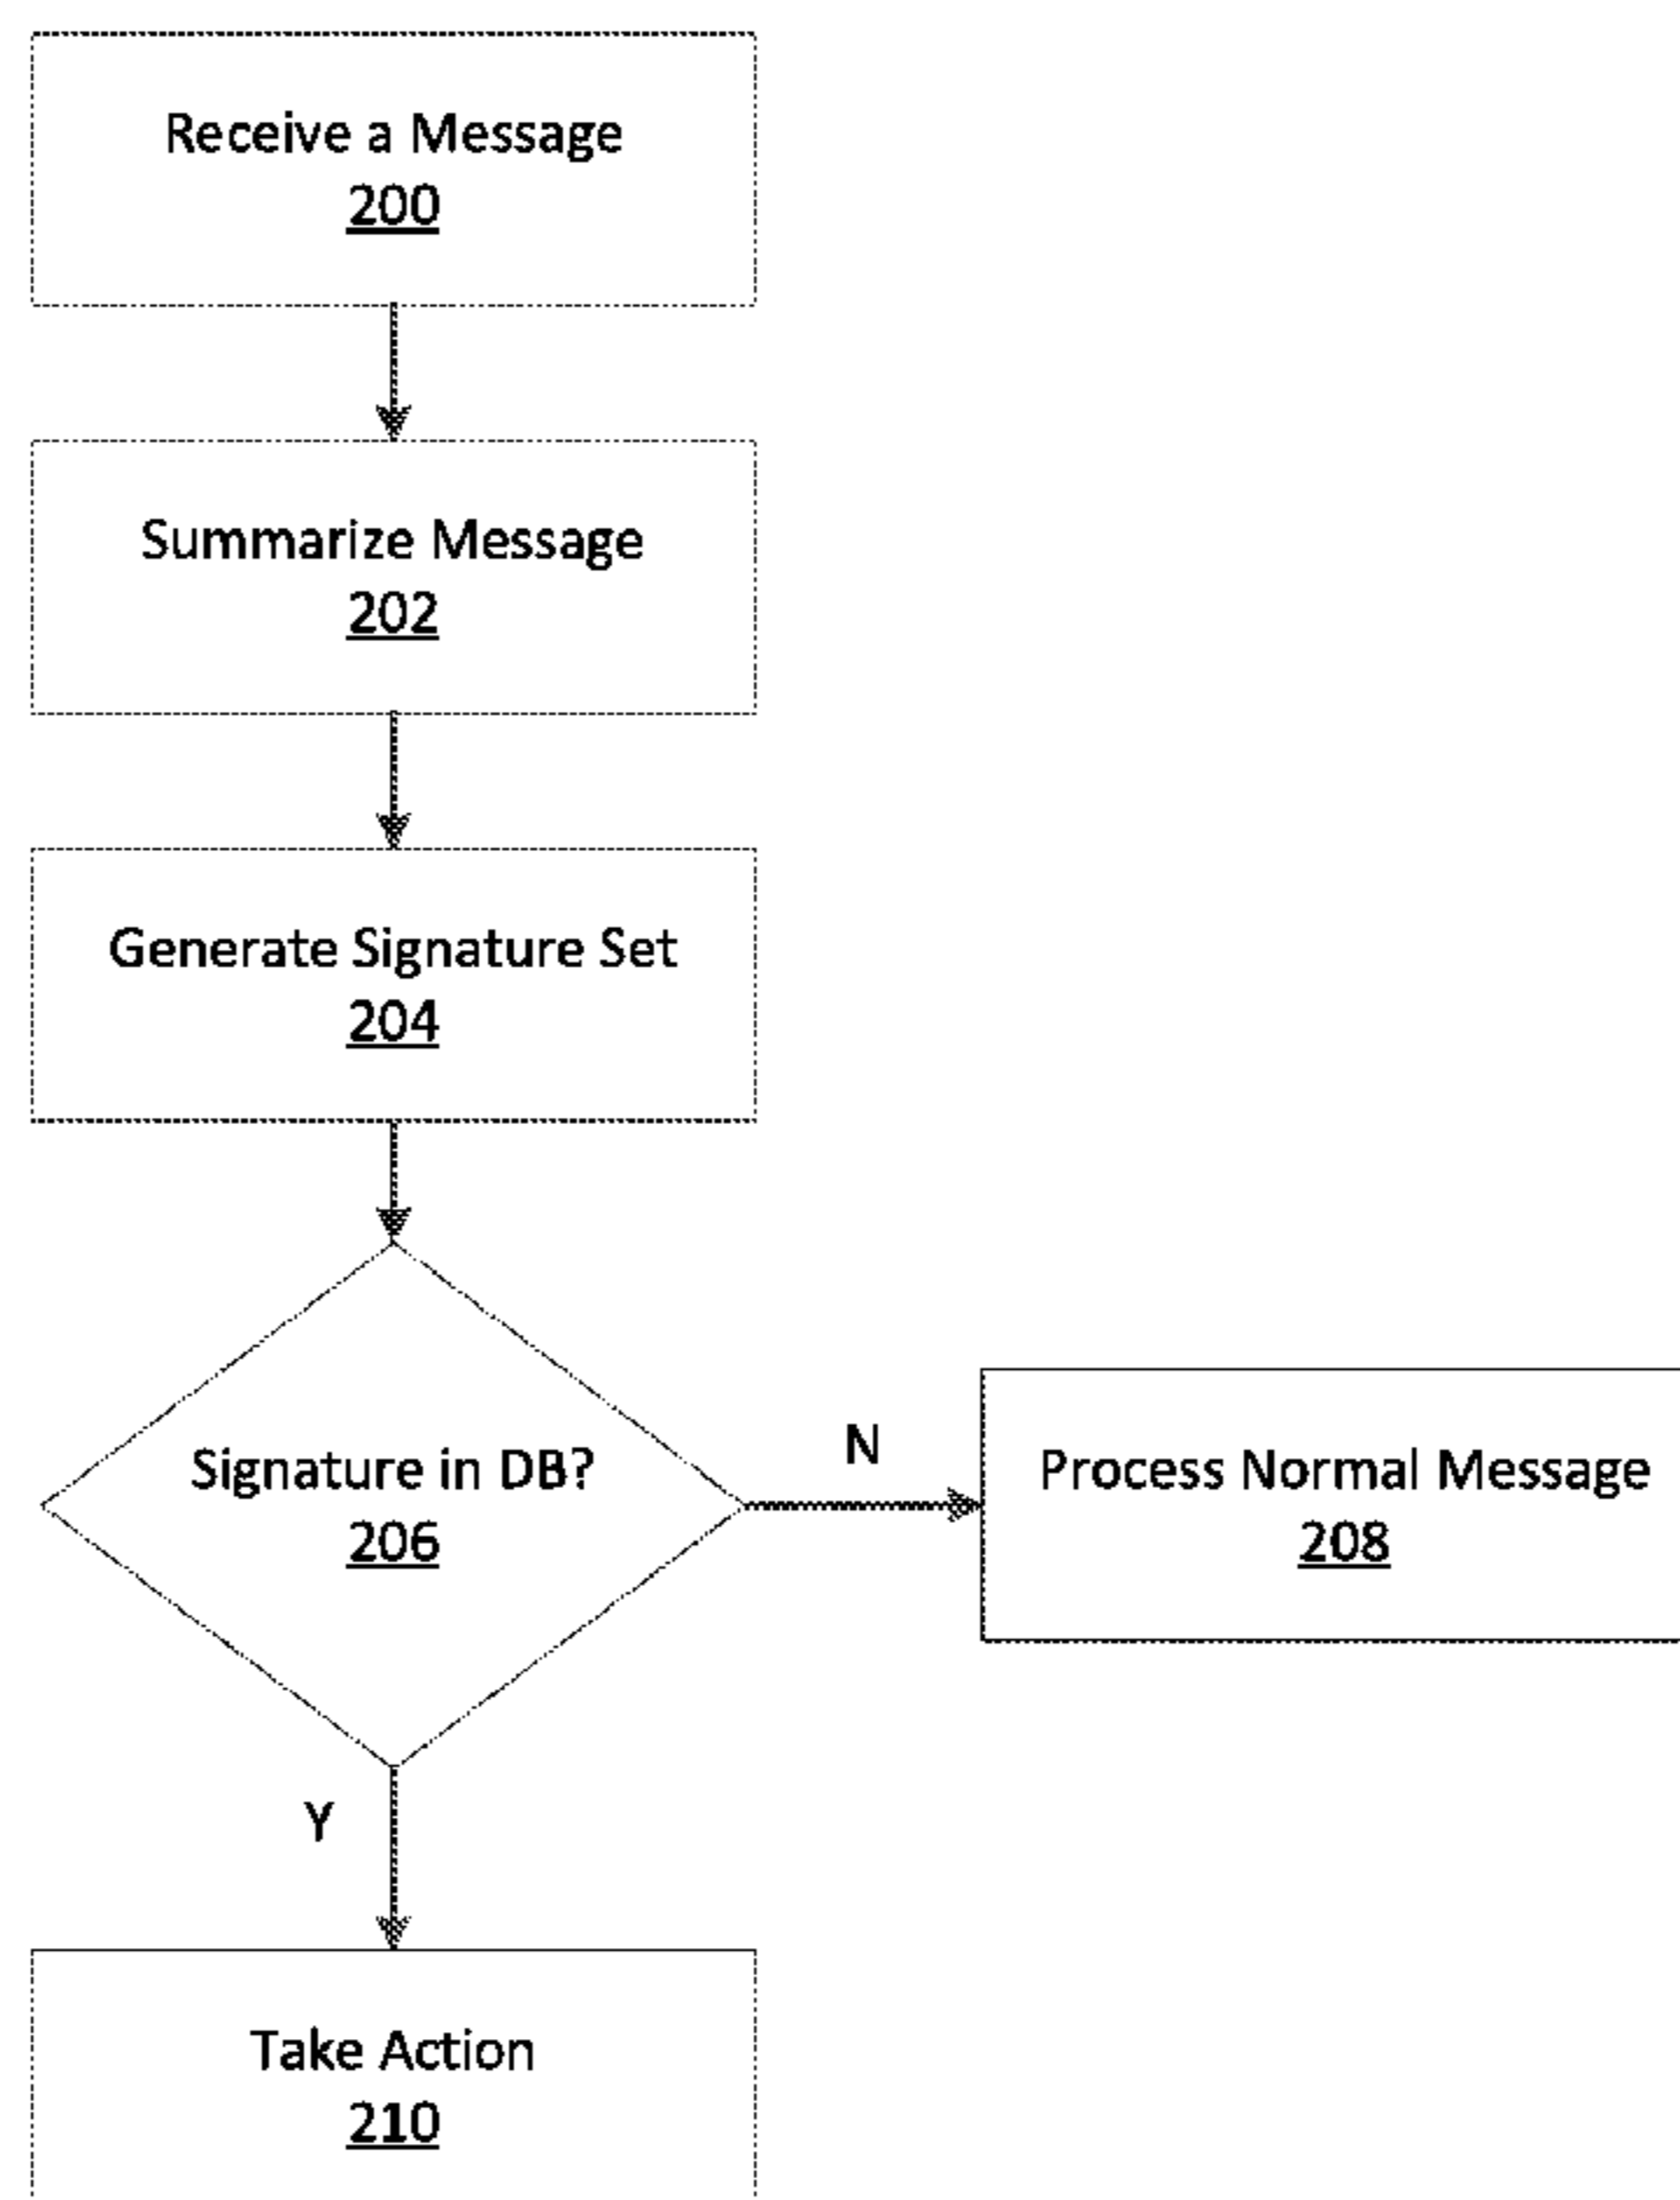 Receive a Message
200
Summarize Message
202
Generate Signature Set
204
Signature in DB?
206
N
Process Normal Message
208
Y
Take Action
210